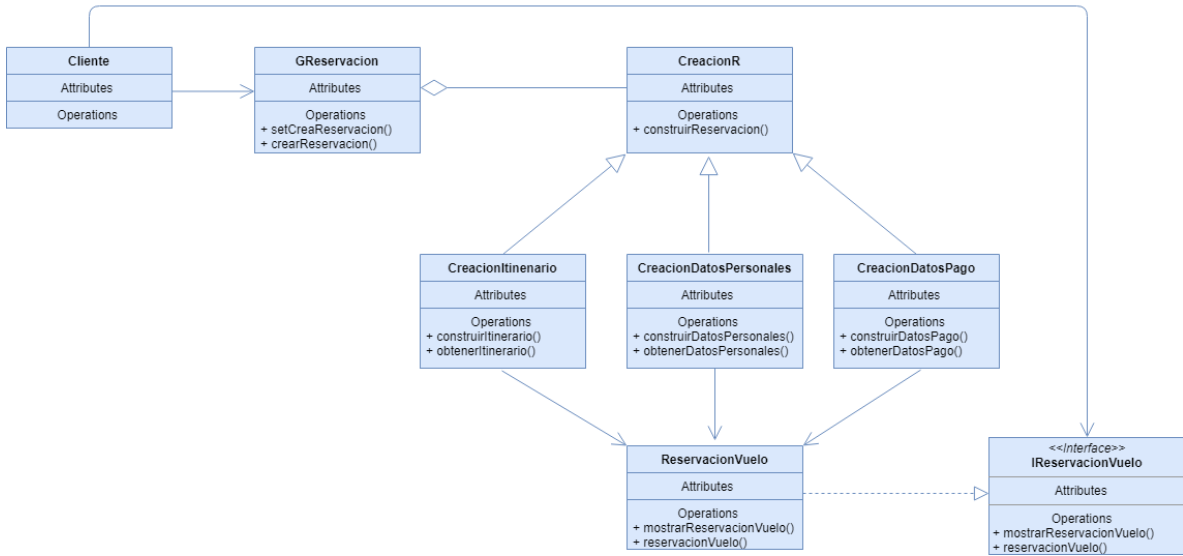 Cliente
Attributes
Operations
GReservacion
Attributes
Operations
+ setCreaReservacion()
+ crearReservacion()
CreacionR
Attributes
Operations
+ construirReservacion()
CreacionItinenario
Attributes
Operations
+ construirItinerario()
+ obtenerItinerario()
CreacionDatosPersonales
Attributes
Operations
+ construirDatosPersonales()
+ obtenerDatosPersonales()
CreacionDatosPago
Attributes
Operations
+ construirDatosPago()
+ obtenerDatosPago()
ReservacionVuelo
Attributes
Operations
+ mostrarReservacionVuelo()
+ reservacionVuelo()
<<Interface>>
IReservacionVuelo
Attributes
Operations
+ mostrarReservacionVuelo()
+ reservacionVuelo()